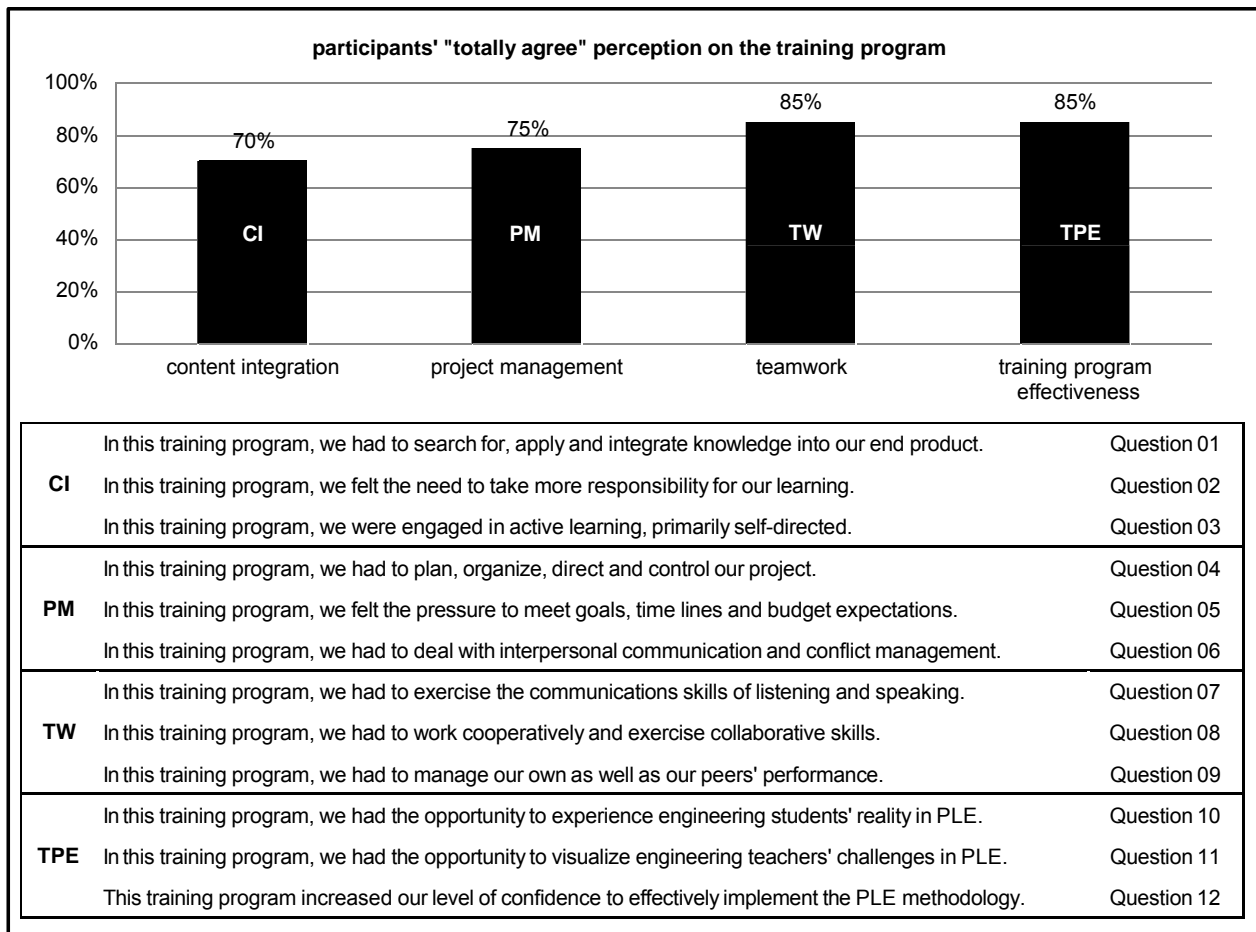 participants' "totally agree" perception on the training program
100%
80%
60%
40%
20%
0%
70%
75%
85%
85%
CI
PM
TW
TPE
content integration
project management
teamwork
training program
effectiveness
CI
In this training program, we had to search for, apply and integrate knowledge into our end product. Question 01
In this training program, we felt the need to take more responsibility for our learning. Question 02
In this training program, we were engaged in active learning, primarily self-directed. Question 03
PM
In this training program, we had to plan, organize, direct and control our project. Question 04
In this training program, we felt the pressure to meet goals, time lines and budget expectations. Question 05
In this training program, we had to deal with interpersonal communication and conflict management. Question 06
TW
In this training program, we had to exercise the communications skills of listening and speaking. Question 07
In this training program, we had to work cooperatively and exercise collaborative skills. Question 08
In this training program, we had to manage our own as well as our peers' performance. Question 09
TPE
In this training program, we had the opportunity to experience engineering students' reality in PLE. Question 10
In this training program, we had the opportunity to visualize engineering teachers' challenges in PLE. Question 11
This training program increased our level of confidence to effectively implement the PLE methodology. Question 12